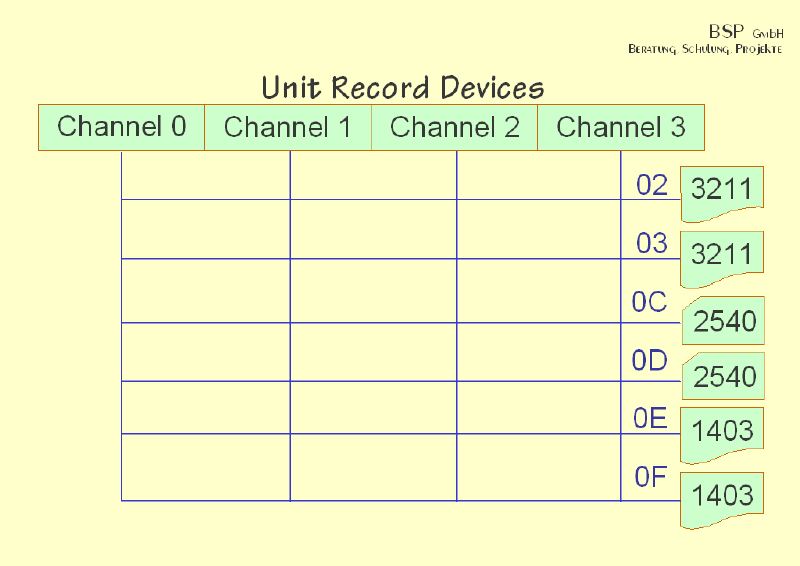 BSP GmbH
Beratung, Schulung, Projekte
Unit Record Devices
Channel 0 Channel 1 Channel 2 Channel 3
02 3211
03 3211
0C 2540
0D 2540
0E 1403
0F 1403